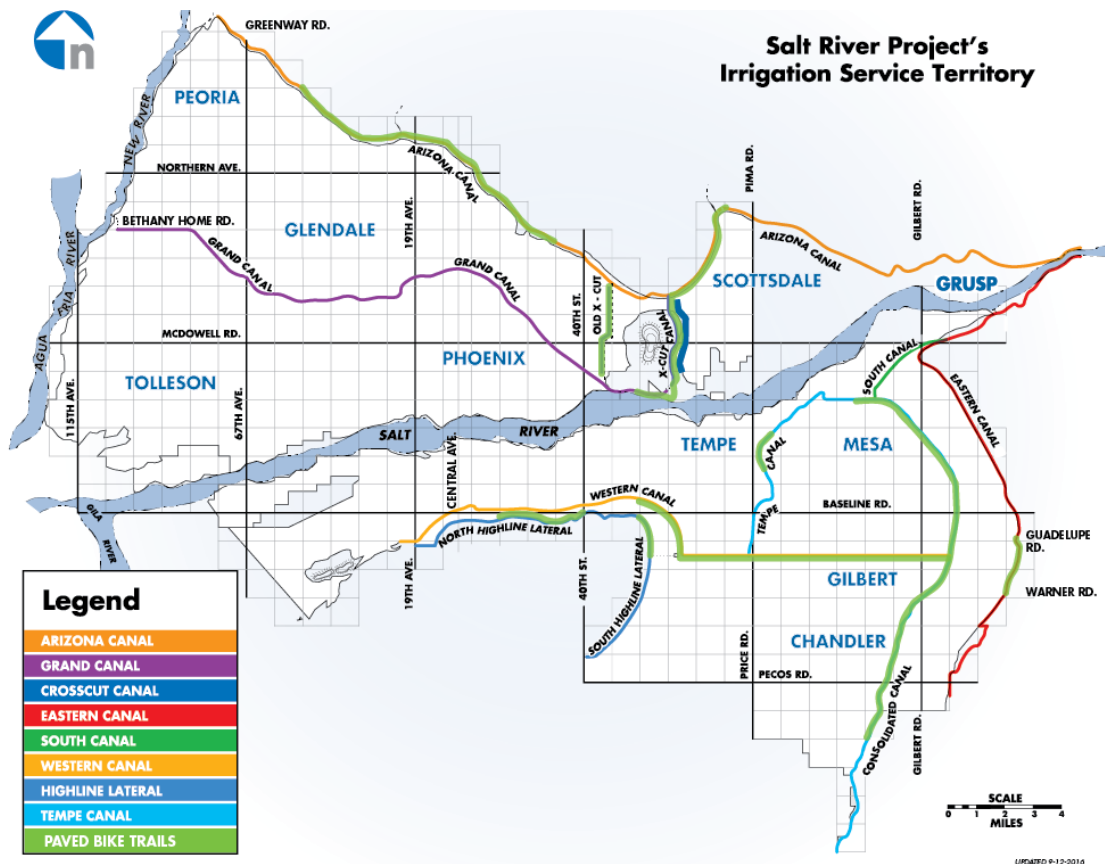 n
GREENWAY RD.
Salt River Project's
Irrigation Service Territory
PEORIA
NEW RIVER
ARIZONA CANAL
NORTHERN AVE.
PIMA RD.
GILBERT RD.
BETHANY HOME RD.
GLENDALE
19TH AVE.
GRAND CANAL
GRAND CANAL
ARIZONA CANAL
SCOTTSDALE
GRUSP
AGUA FRIA RIVER
40TH ST.
OLD X - CUT
X-CUT CANAL
MCDOWELL RD.
PHOENIX
SOUTH CANAL
TOLLESON
EASTERN CANAL
115TH AVE.
67TH AVE.
SALT RIVER
CENTRAL AVE.
TEMPE
CANAL
MESA
WESTERN CANAL
BASELINE RD.
TEMPE
GILA
RIVER
NORTH HIGHLINE LATERAL
GUADELUPE
RD.
19TH AVE.
40TH ST.
SOUTH HIGHLINE LATERAL
GILBERT
WARNER RD.
CHANDLER
PRICE RD.
PECOS RD.
CONSOLIDATED CANAL
GILBERT RD.
Legend
ARIZONA CANAL
GRAND CANAL
CROSSCUT CANAL
EASTERN CANAL
SOUTH CANAL
WESTERN CANAL
HIGHLINE LATERAL
TEMPE CANAL
PAVED BIKE TRAILS
SCALE
0 1 2 3 4
MILES
UPDATED 9-12-2016